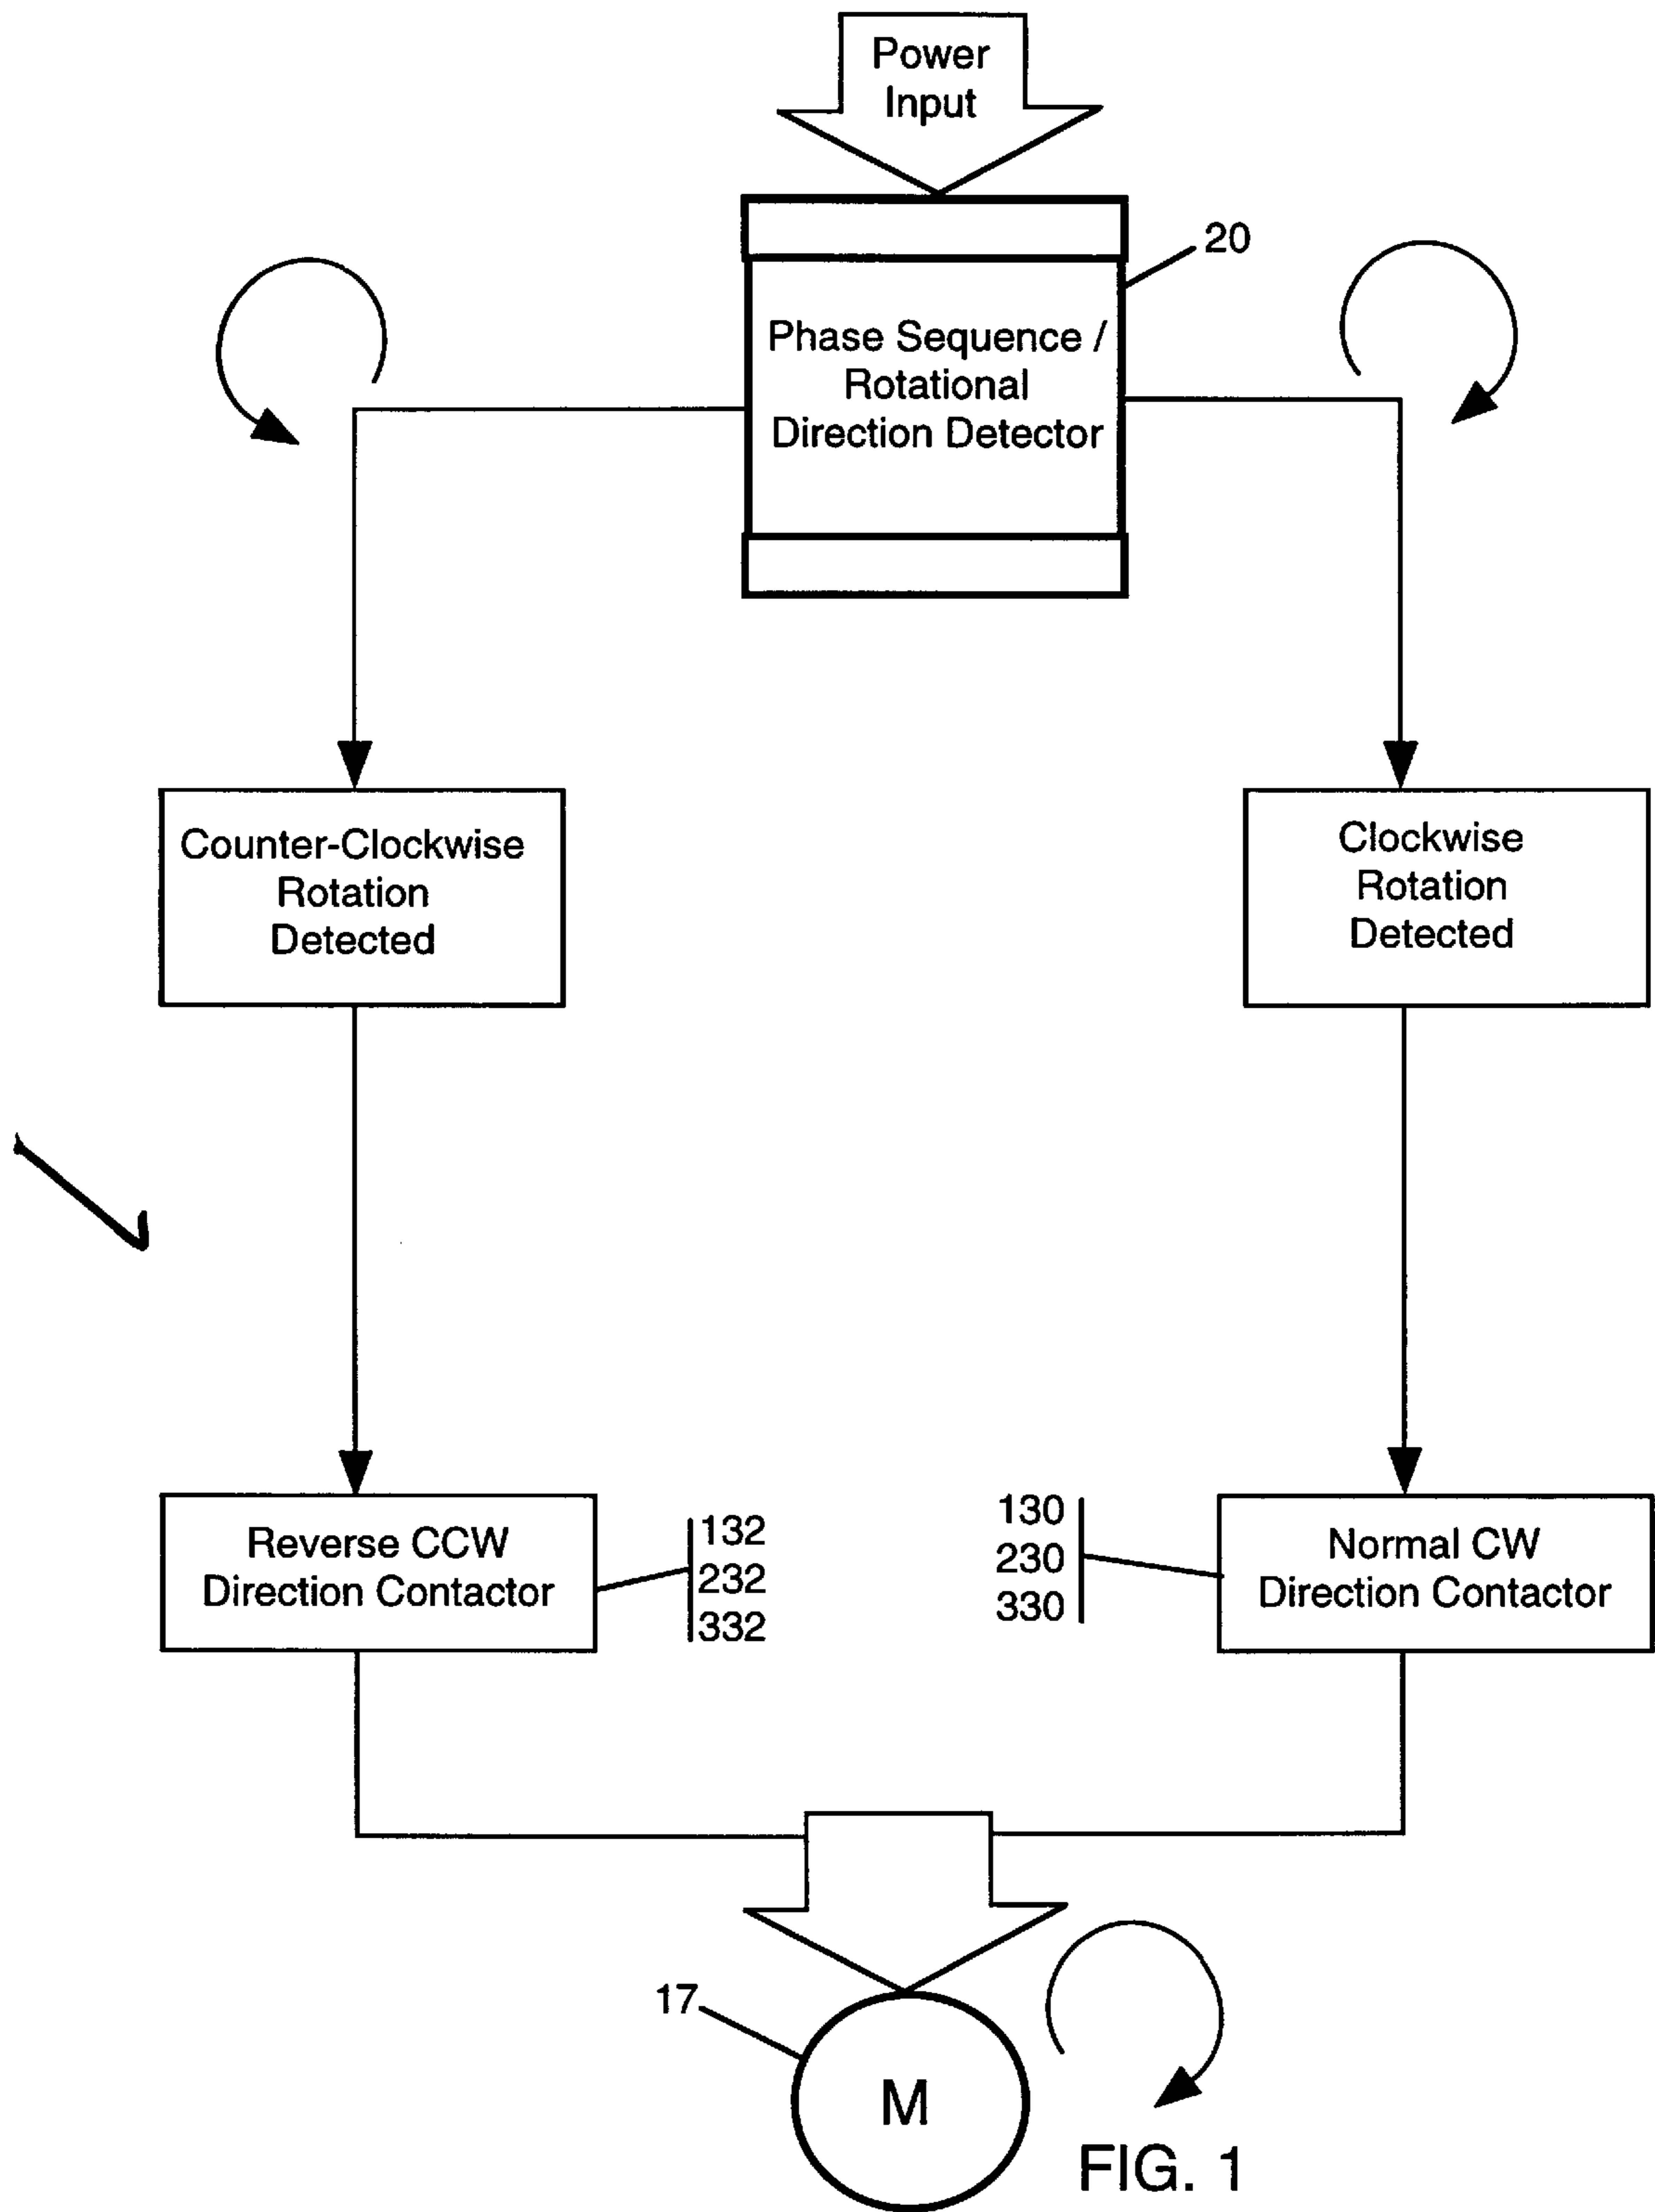 Power
Input
20
Phase Sequence /
Rotational
Direction Detector
Counter-Clockwise
Rotation
Detected
Clockwise
Rotation
Detected
Reverse CCW
Direction Contactor
132
232
332
130
230
330
Normal CW
Direction Contactor
17
M
FIG. 1